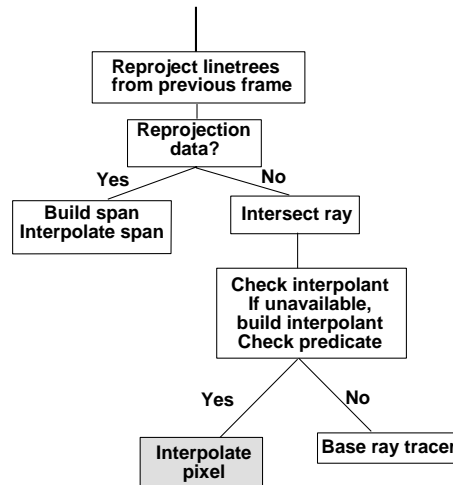 Reproject linetrees
from previous frame
Reprojection
data?
Yes
No
Build span
Interpolate span
Intersect ray
Check interpolant
If unavailable,
build interpolant
Check predicate
Yes
No
Interpolate
pixel
Base ray tracer